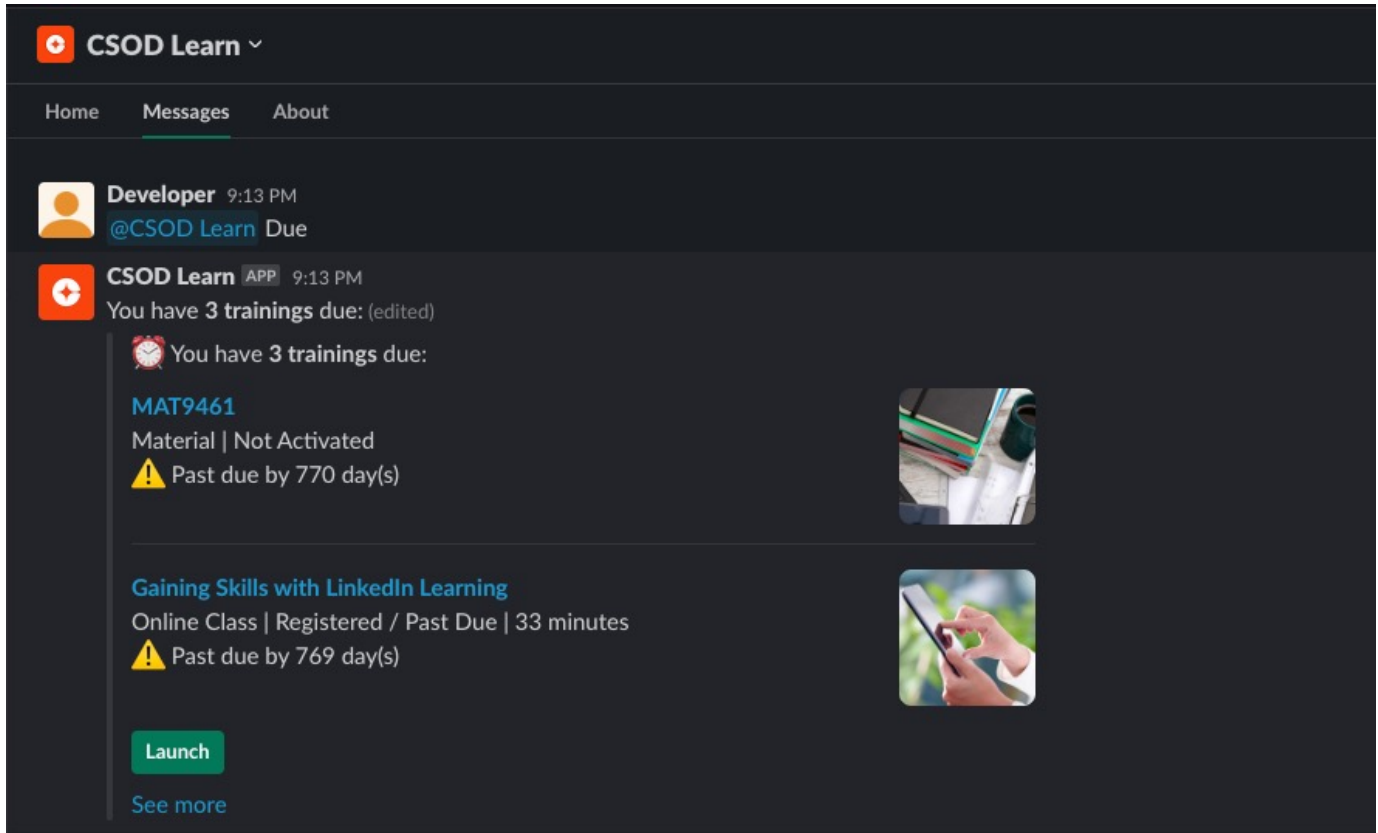 CSOD Learn
Home Messages About
Developer 9:13 PM
@CSOD Learn Due
CSOD Learn APP 9:13 PM
You have 3 trainings due: (edited)
You have 3 trainings due:
MAT9461
Material | Not Activated
Past due by 770 day(s)
Gaining Skills with LinkedIn Learning
Online Class | Registered / Past Due | 33 minutes
Past due by 769 day(s)
Launch
See more